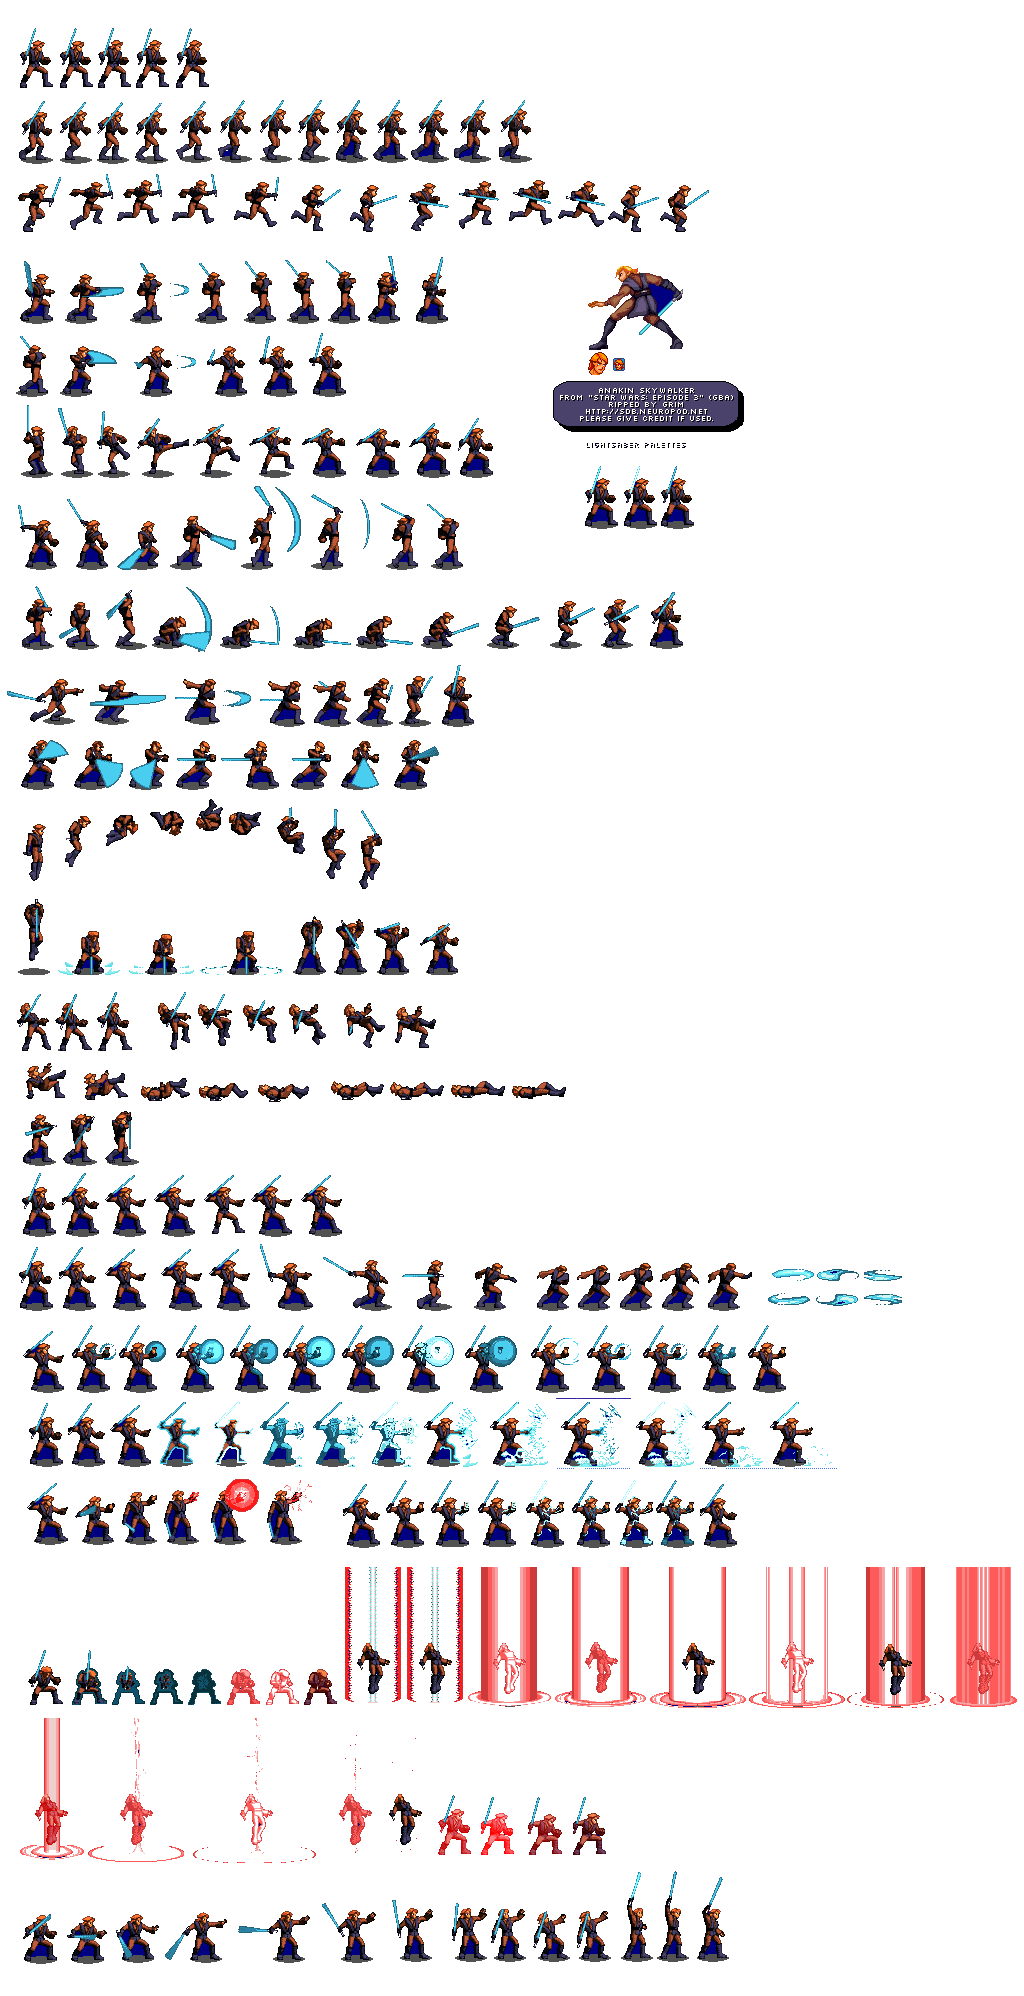 ANAKIN SKYWALKER
FROM "STAR WARS: EPISODE 3" (GBA)
RIPPED BY GRIM
HTTP://SDB.NEUROPOD.NET
PLEASE GIVE CREDIT IF USED.
LIGHTSABER PALETTES